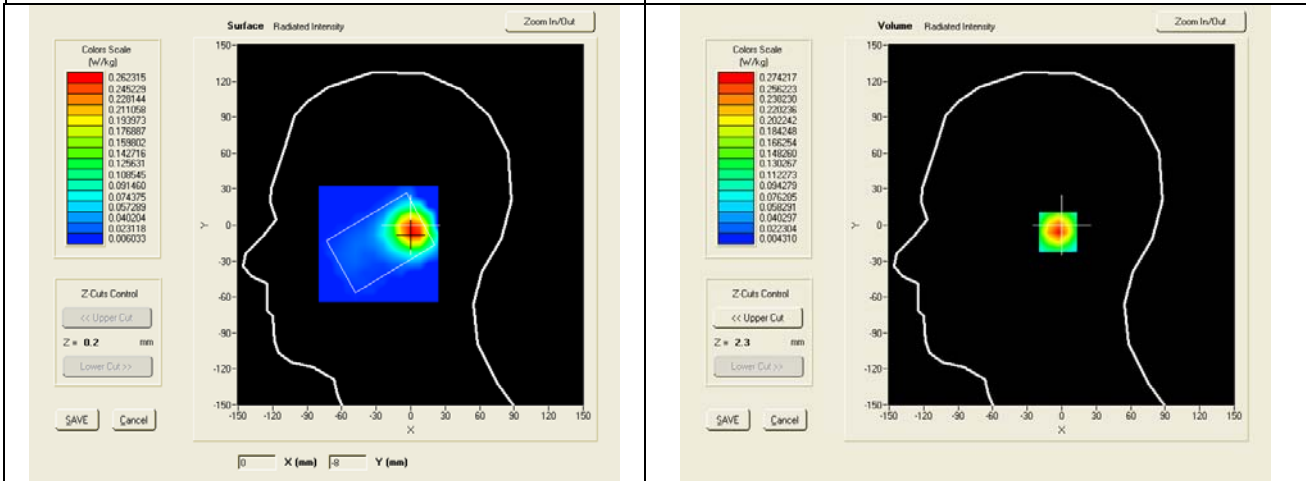 Surface Radiated Intensity
Zoom In/Out
Colors Scale
(W/kg)
0.262315
0.245229
0.228144
0.211058
0.193973
0.176887
0.159802
0.142716
0.125631
0.108545
0.091460
0.074375
0.057289
0.040204
0.023118
0.006033
150
120
90
60
30
0
-30
-60
-90
-120
-150
Y
-150 -120 -90 -60 -30 0 30 60 90 120 150
X
Z-Cuts Control
<< Upper Cut
Z = 0.2 mm
Lower Cut >>
SAVE Cancel
0 X (mm) -8 Y (mm)
Volume Radiated Intensity
Zoom In/Out
Colors Scale
(W/kg)
0.274217
0.256223
0.238230
0.220236
0.202242
0.184248
0.166254
0.148260
0.130267
0.112273
0.094279
0.076285
0.058291
0.040297
0.022304
0.004310
150
120
90
60
30
0
-30
-60
-90
-120
-150
Y
-150 -120 -90 -60 -30 0 30 60 90 120 150
X
Z-Cuts Control
<< Upper Cut
Z = 2.3 mm
Lower Cut >>
SAVE Cancel